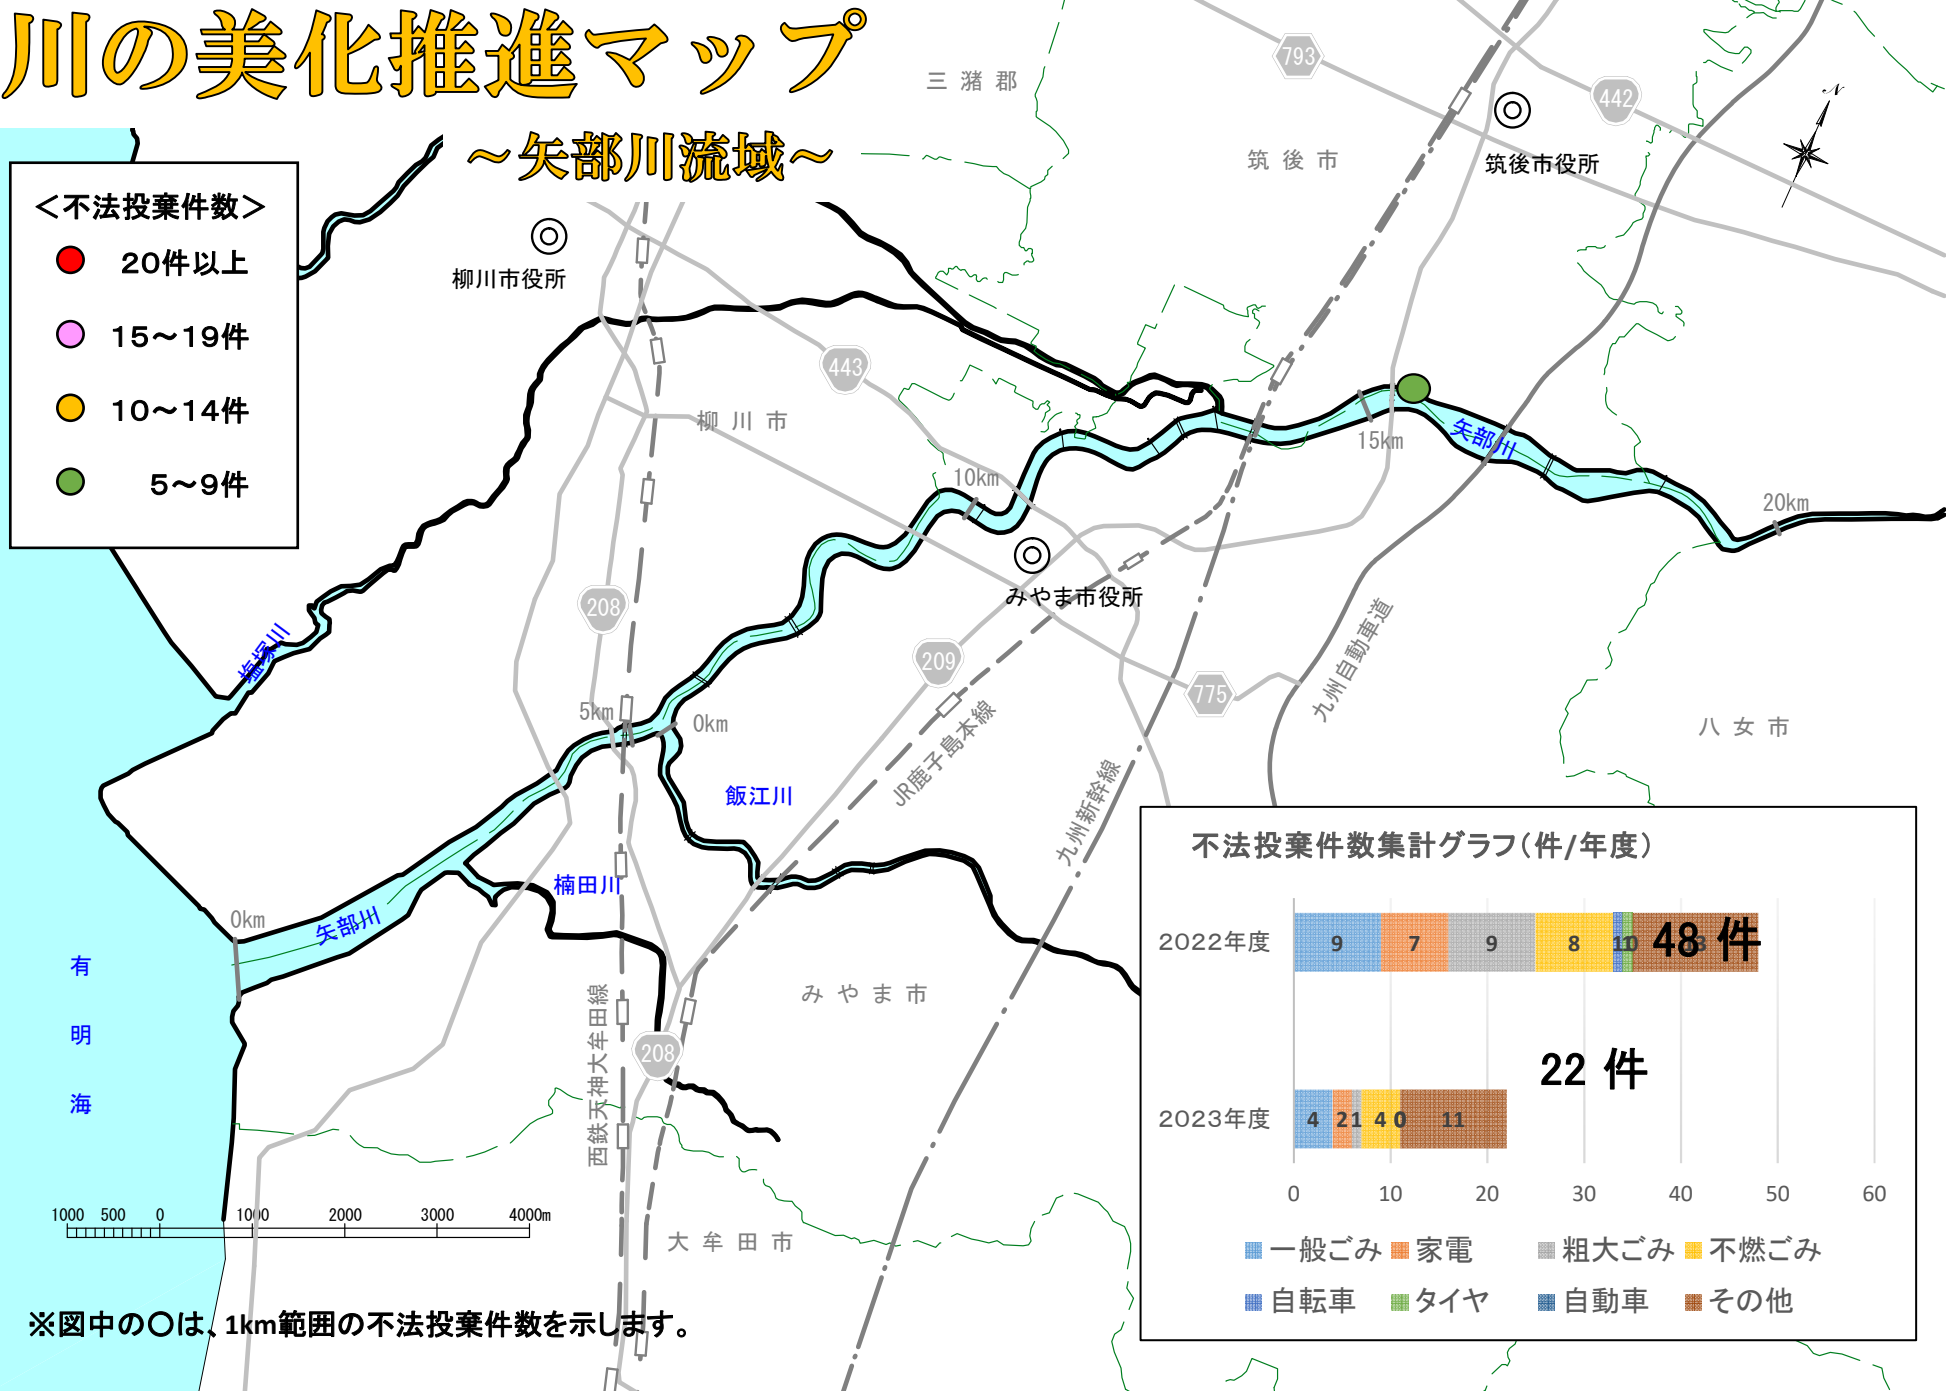 川の美化推進マップ
～矢部川流域～
＜不法投棄件数＞
20件以上
15～19件
10～14件
5～9件
三潴郡
793
442
N
筑後市
筑後市役所
柳川市役所
443
柳川市
15km
矢部川
10km
20km
みやま市役所
208
塩塚川
209
775
九州自動車道
5km
0km
JR鹿子島本線
八女市
飯江川
九州新幹線
楠田川
0km
矢部川
有明海
みやま市
西鉄天神大牟田線
208
大牟田市
1000 500 0 1000 2000 3000 4000m
※図中の○は、1km範囲の不法投棄件数を示します。
不法投棄件数集計グラフ（件/年度）
2022年度 9 7 9 8 1 1 0 13 48 件
22 件
2023年度 4 2 1 4 0 11
0 10 20 30 40 50 60
一般ごみ 家電 粗大ごみ 不燃ごみ
自転車 タイヤ 自動車 その他